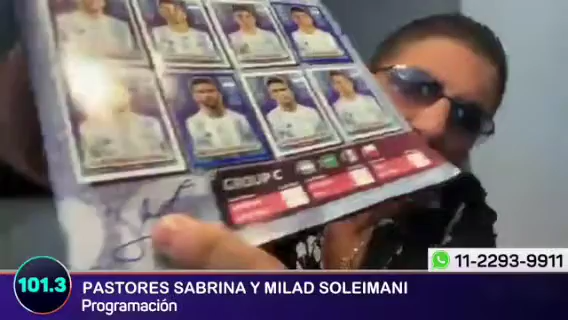 GROUP C
11-2293-9911
101.3
PASTORES SABRINA Y MILAD SOLEIMANI
Programación